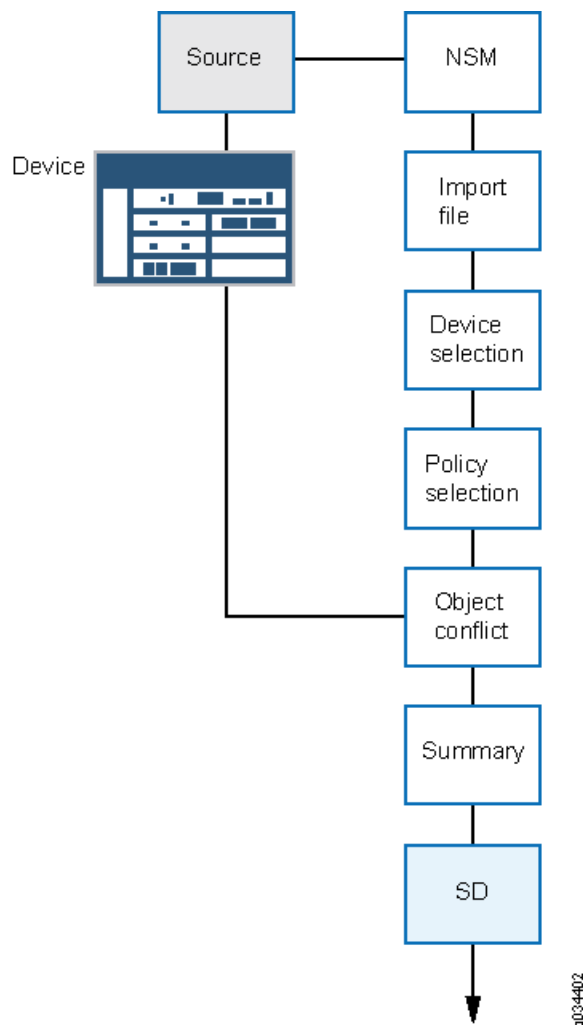 Source
NSM
Device
Import
file
Device
selection
Policy
selection
Object
conflict
Summary
SD
g034402